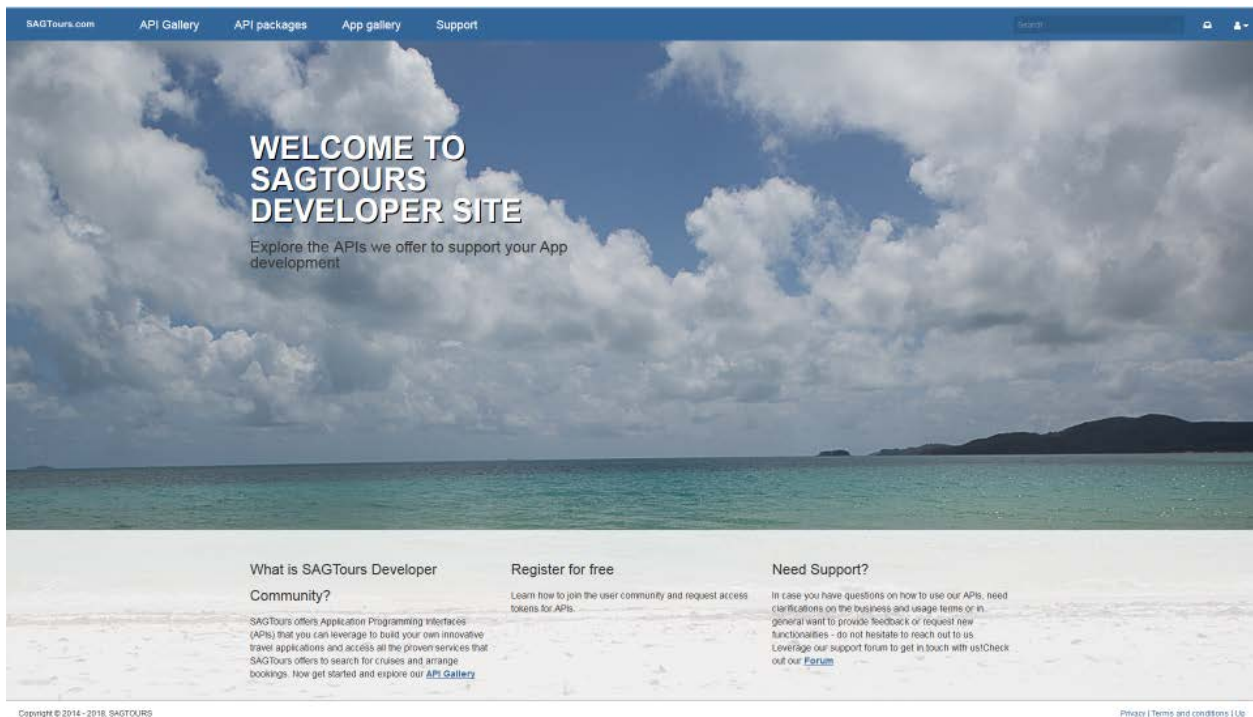 SAGTours.com API Gallery API packages App gallery Support Search
WELCOME TO
SAGTOURS
DEVELOPER SITE
Explore the APIs we offer to support your App
development
What is SAGTours Developer
Community?
SAGTours offers Application Programming Interfaces
(APIs) that you can leverage to build your own innovative
travel applications and access all the proven services that
SAGTours offers to search for cruises and arrange
bookings. Now get started and explore our API Gallery
Register for free
Learn how to join the user community and request access
tokens for APIs.
Need Support?
In case you have questions on how to use our APIs, need
clarifications on the business and usage terms or in
general want to provide feedback or request new
functionalities - do not hesitate to reach out to us.
Leverage our support forum to get in touch with us!Check
out our Forum
Copyright © 2014 - 2018, SAGTOURS
Privacy | Terms and conditions | Up